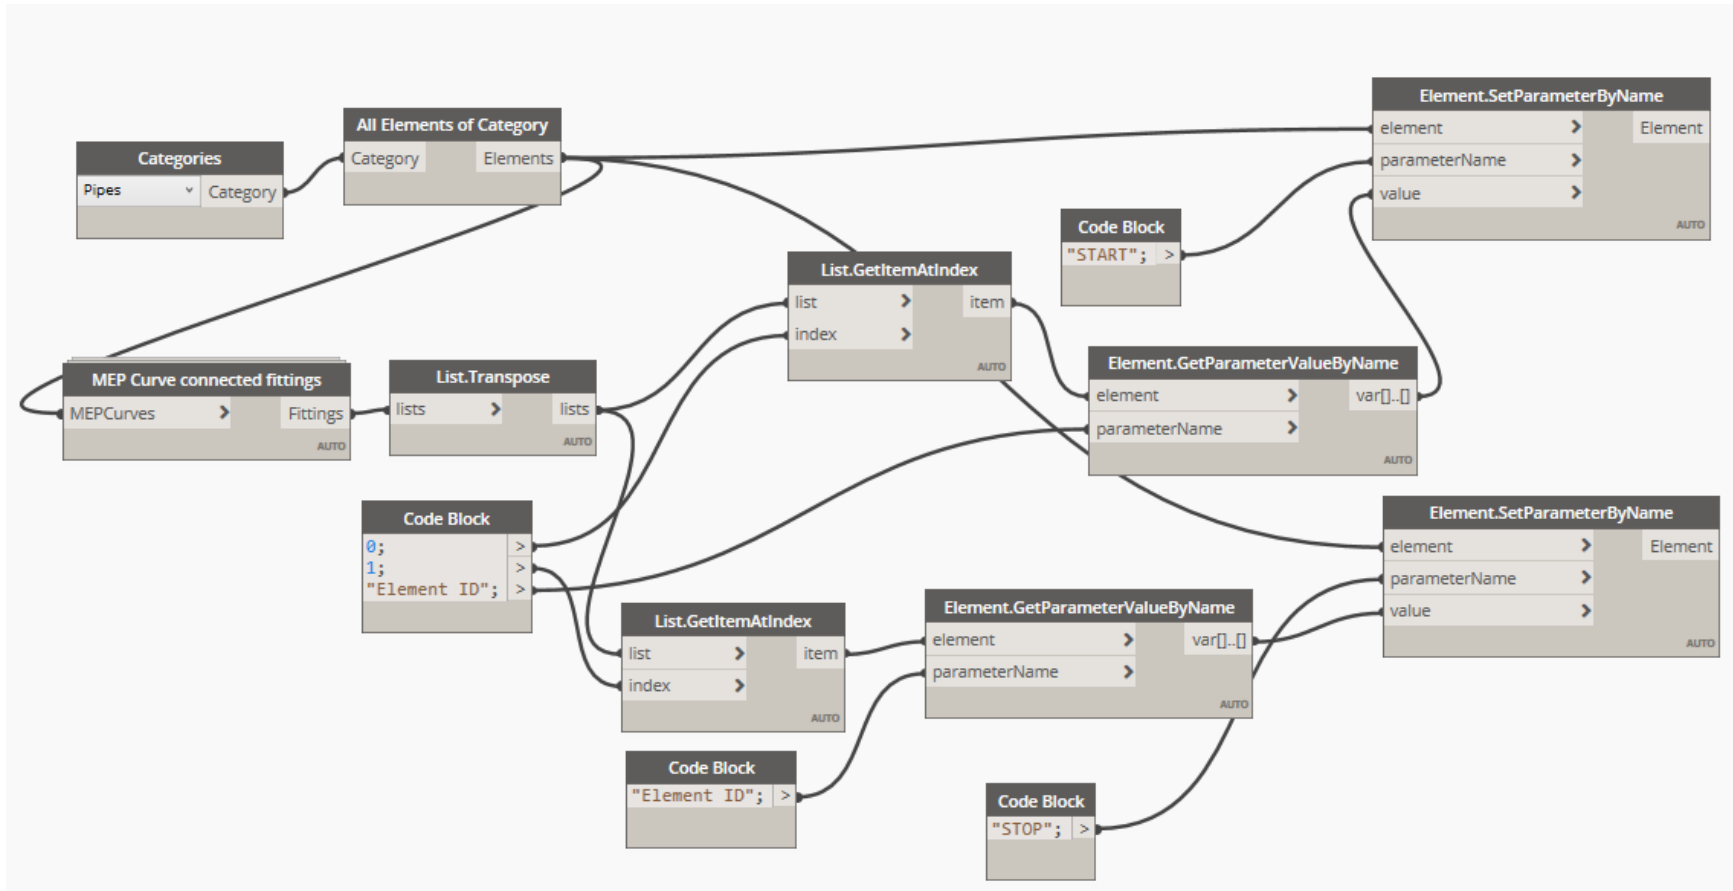 Categories
Pipes
Category
All Elements of Category
Category
Elements
MEP Curve connected fittings
MEPCurves >
Fittings
AUTO
List.Transpose
lists >
lists
AUTO
Code Block
0; >
1; >
"Element ID"; >
List.GetItemAtIndex
list >
item
index >
AUTO
List.GetItemAtIndex
list >
item
index >
AUTO
Code Block
"Element ID"; >
Code Block
"START"; >
Element.GetParameterValueByName
element >
var[]..[]
parameterName >
AUTO
Element.GetParameterValueByName
element >
var[]..[]
parameterName >
AUTO
Code Block
"STOP"; >
Element.SetParameterByName
element >
Element
parameterName >
value >
AUTO
Element.SetParameterByName
element >
Element
parameterName >
value >
AUTO